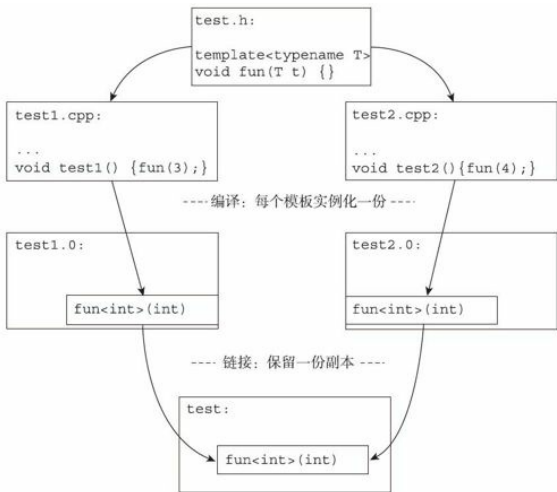 test.h:
template<typename T>
void fun(T t) {}
test1.cpp:
...
void test1() {fun(3);}
test2.cpp:
...
void test2(){fun(4);}
---- 编译：每个模板实例化一份 ----
test1.0:
fun<int>(int)
test2.0:
fun<int>(int)
---- 链接：保留一份副本 ----
test:
fun<int>(int)